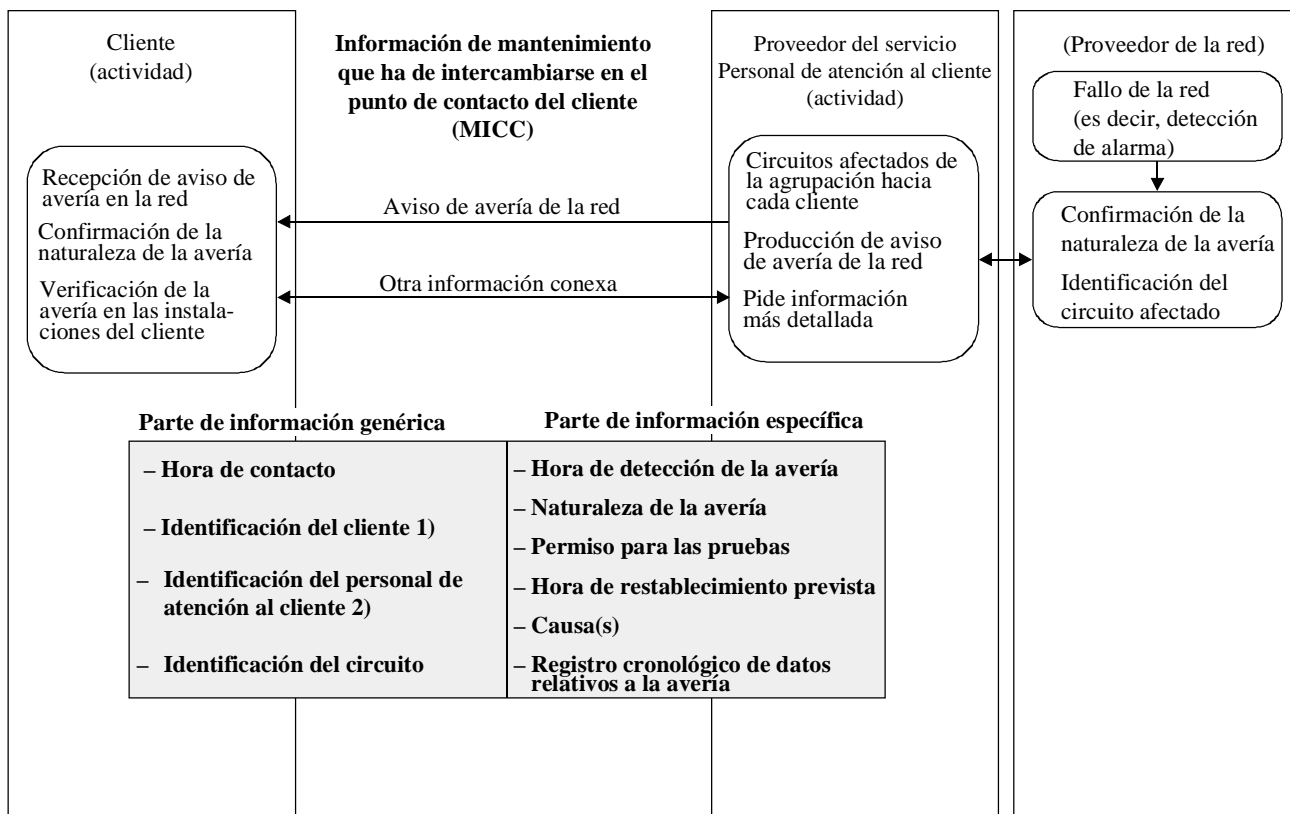 Cliente
(actividad)
Información de mantenimiento
que ha de intercambiarse en el
punto de contacto del cliente
(MICC)
Proveedor del servicio
Personal de atención al cliente
(actividad)
(Proveedor de la red)
Fallo de la red
(es decir, detección
de alarma)
Recepción de aviso de
avería en la red
Confirmación de la
naturaleza de la avería
Verificación de la
avería en las instala-
ciones del cliente
Aviso de avería de la red
Otra información conexa
Circuitos afectados de
la agrupación hacia
cada cliente
Producción de aviso
de avería de la red
Pide información
más detallada
Confirmación de la
naturaleza de la avería
Identificación del
circuito afectado
Parte de información genérica
– Hora de contacto
– Identificación del cliente 1)
– Identificación del personal de
atención al cliente 2)
– Identificación del circuito
Parte de información específica
– Hora de detección de la avería
– Naturaleza de la avería
– Permiso para las pruebas
– Hora de restablecimiento prevista
– Causa(s)
– Registro cronológico de datos
relativos a la avería